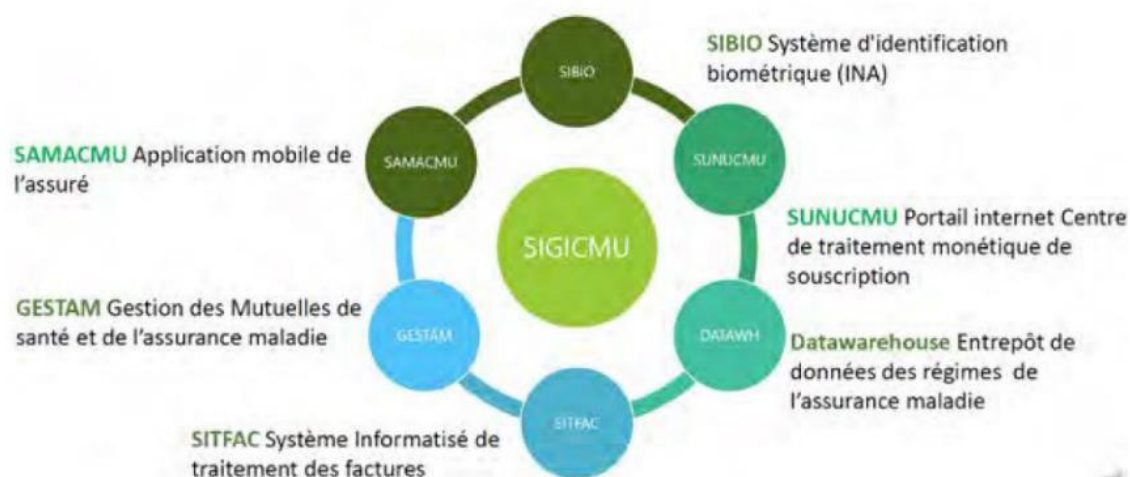 SIBIO
SIBIO Système d'identification
biométrique (INA)
SAMACMU
SAMACMU Application mobile de
l'assuré
SUNUCMU
SUNUCMU Portail internet Centre
de traitement monétique de
souscription
SIGICMU
GESTAM
GESTAM Gestion des Mutuelles de
santé et de l'assurance maladie
DATAWH
Datawarehouse Entrepôt de
données des régimes de
l'assurance maladie
SITFAC
SITFAC Système Informatisé de
traitement des factures